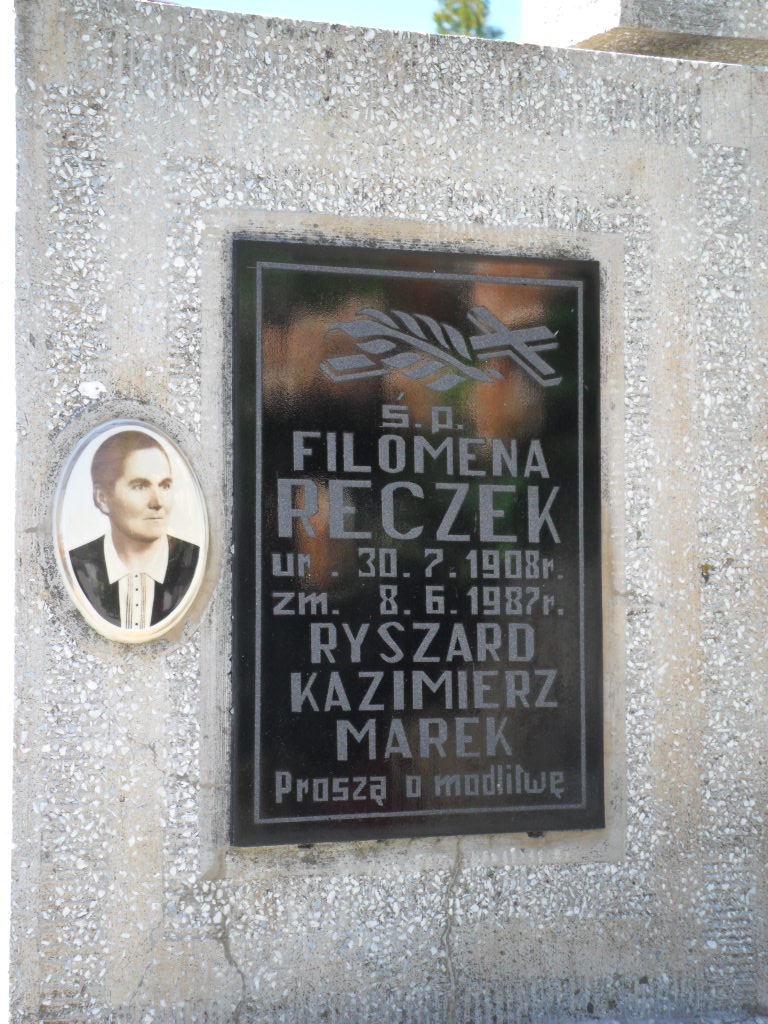 Ś.P.
FILOMENA
RECZEK
ur. 30.7.1908r.
zm. 8.6.1987r.
RYSZARD
KAZIMIERZ
MAREK
Proszą o modlitwę